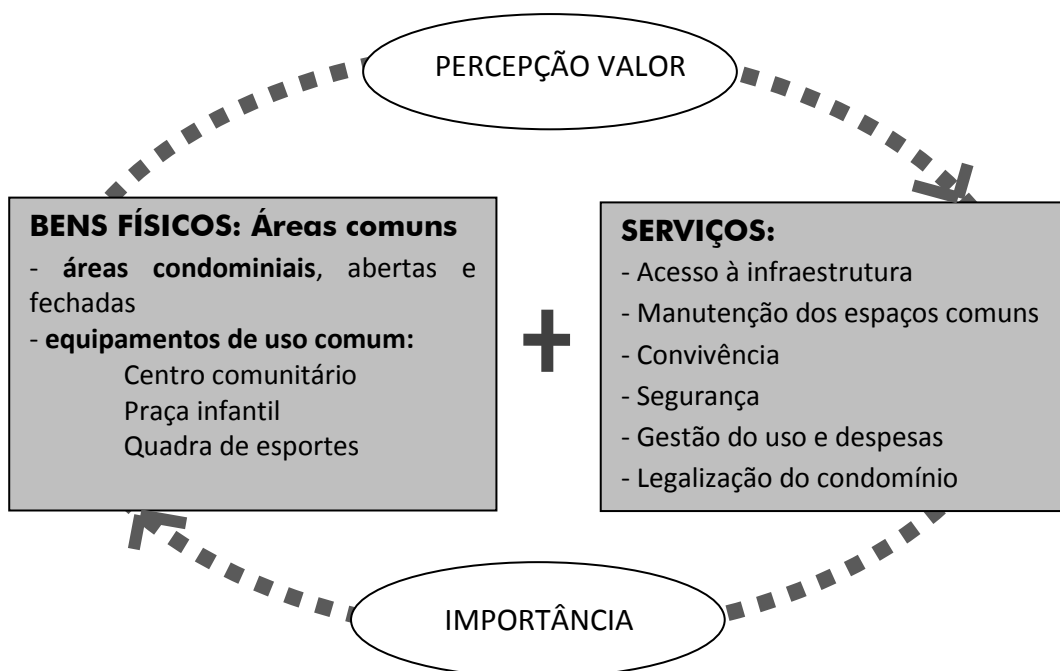 PERCEPÇÃO VALOR
BENS FÍSICOS: Áreas comuns
- áreas condominiais, abertas e
fechadas
- equipamentos de uso comum:
Centro comunitário
Praça infantil
Quadra de esportes
+
SERVIÇOS:
- Acesso à infraestrutura
- Manutenção dos espaços comuns
- Convivência
- Segurança
- Gestão do uso e despesas
- Legalização do condomínio
IMPORTÂNCIA